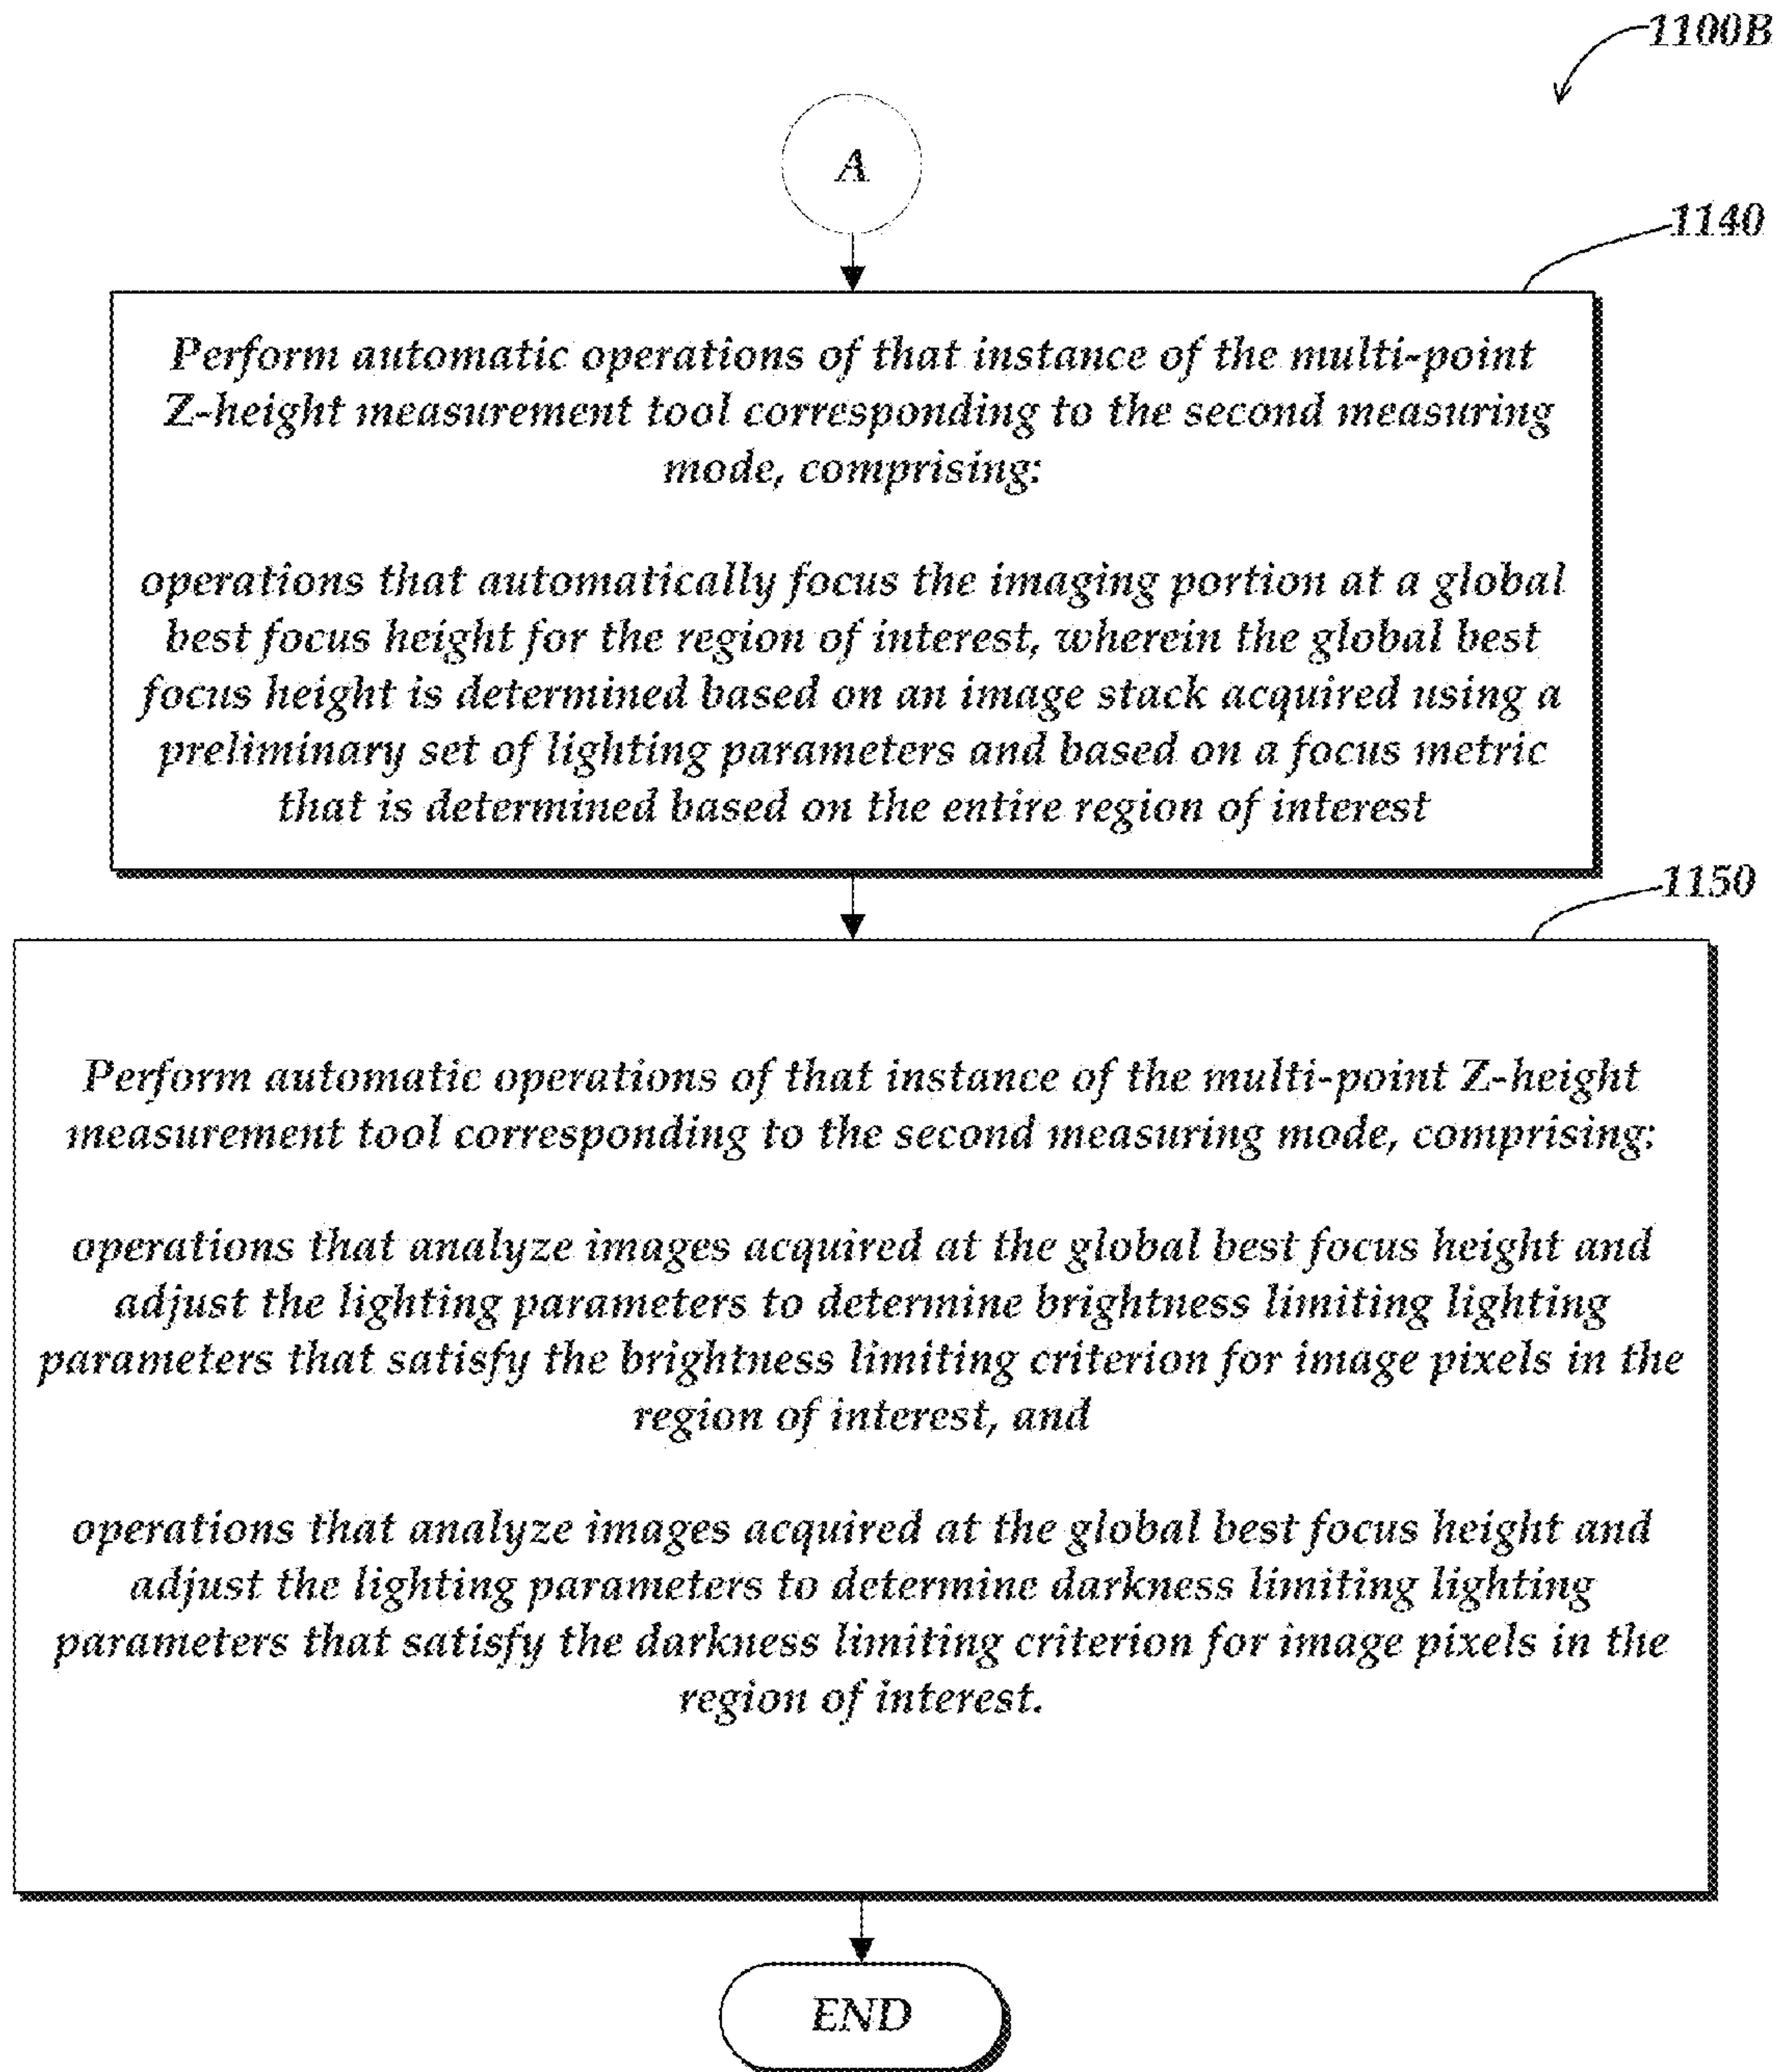 1100B
A
1140
Perform automatic operations of that instance of the multi-point
Z-height measurement tool corresponding to the second measuring
mode, comprising:
operations that automatically focus the imaging portion at a global
best focus height for the region of interest, wherein the global best
focus height is determined based on an image stack acquired using a
preliminary set of lighting parameters and based on a focus metric
that is determined based on the entire region of interest
1150
Perform automatic operations of that instance of the multi-point Z-height
measurement tool corresponding to the second measuring mode, comprising:
operations that analyze images acquired at the global best focus height and
adjust the lighting parameters to determine brightness limiting lighting
parameters that satisfy the brightness limiting criterion for image pixels in the
region of interest, and
operations that analyze images acquired at the global best focus height and
adjust the lighting parameters to determine darkness limiting lighting
parameters that satisfy the darkness limiting criterion for image pixels in the
region of interest.
END